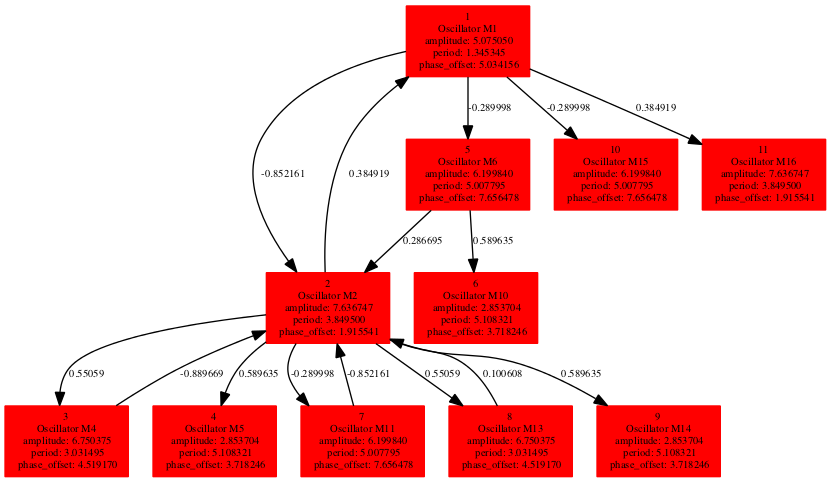 1
Oscillator M1
amplitude: 5.075050
period: 1.345345
phase_offset: 5.034156
-0.852161
0.384919
-0.289998
-0.289998
0.384919
5
Oscillator M6
amplitude: 6.199840
period: 5.007795
phase_offset: 7.656478
10
Oscillator M15
amplitude: 6.199840
period: 5.007795
phase_offset: 7.656478
11
Oscillator M16
amplitude: 7.636747
period: 3.849500
phase_offset: 1.915541
0.286695
0.589635
2
Oscillator M2
amplitude: 7.636747
period: 3.849500
phase_offset: 1.915541
6
Oscillator M10
amplitude: 2.853704
period: 5.108321
phase_offset: 3.718246
0.55059
-0.889669
0.589635
-0.289998
-0.852161
0.55059
0.100608
0.589635
3
Oscillator M4
amplitude: 6.750375
period: 3.031495
phase_offset: 4.519170
4
Oscillator M5
amplitude: 2.853704
period: 5.108321
phase_offset: 3.718246
7
Oscillator M11
amplitude: 6.199840
period: 5.007795
phase_offset: 7.656478
8
Oscillator M13
amplitude: 6.750375
period: 3.031495
phase_offset: 4.519170
9
Oscillator M14
amplitude: 2.853704
period: 5.108321
phase_offset: 3.718246